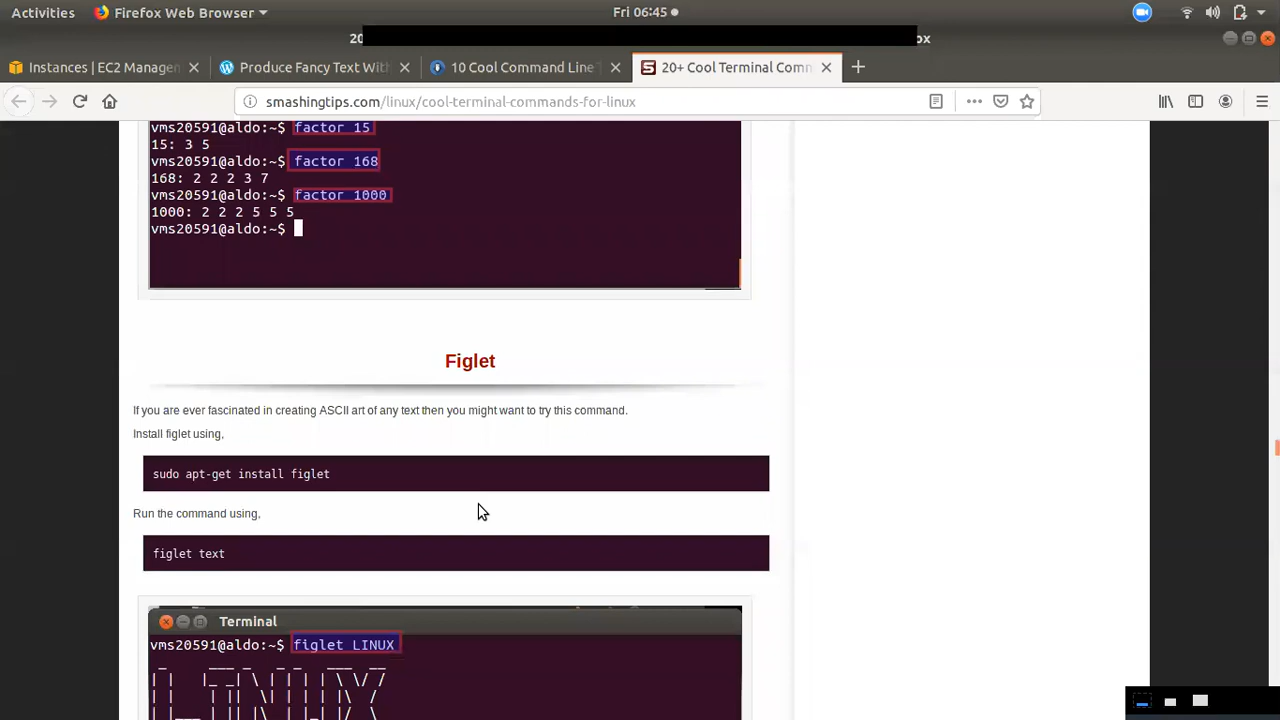 Activities Firefox Web Browser Fri 06:45
20 ox
Instances | EC2 Manager Produce Fancy Text With 10 Cool Command Line T 20+ Cool Terminal Comm
smashingtips.com/linux/cool-terminal-commands-for-linux
vms20591@aldo:~$ factor 15
15: 3 5
vms20591@aldo:~$ factor 168
168: 2 2 2 3 7
vms20591@aldo:~$ factor 1000
1000: 2 2 2 5 5 5
vms20591@aldo:~$
Figlet
If you are ever fascinated in creating ASCII art of any text then you might want to try this command.
Install figlet using,
sudo apt-get install figlet
Run the command using,
figlet text
Terminal
vms20591@aldo:~$ figlet LINUX
LINUX